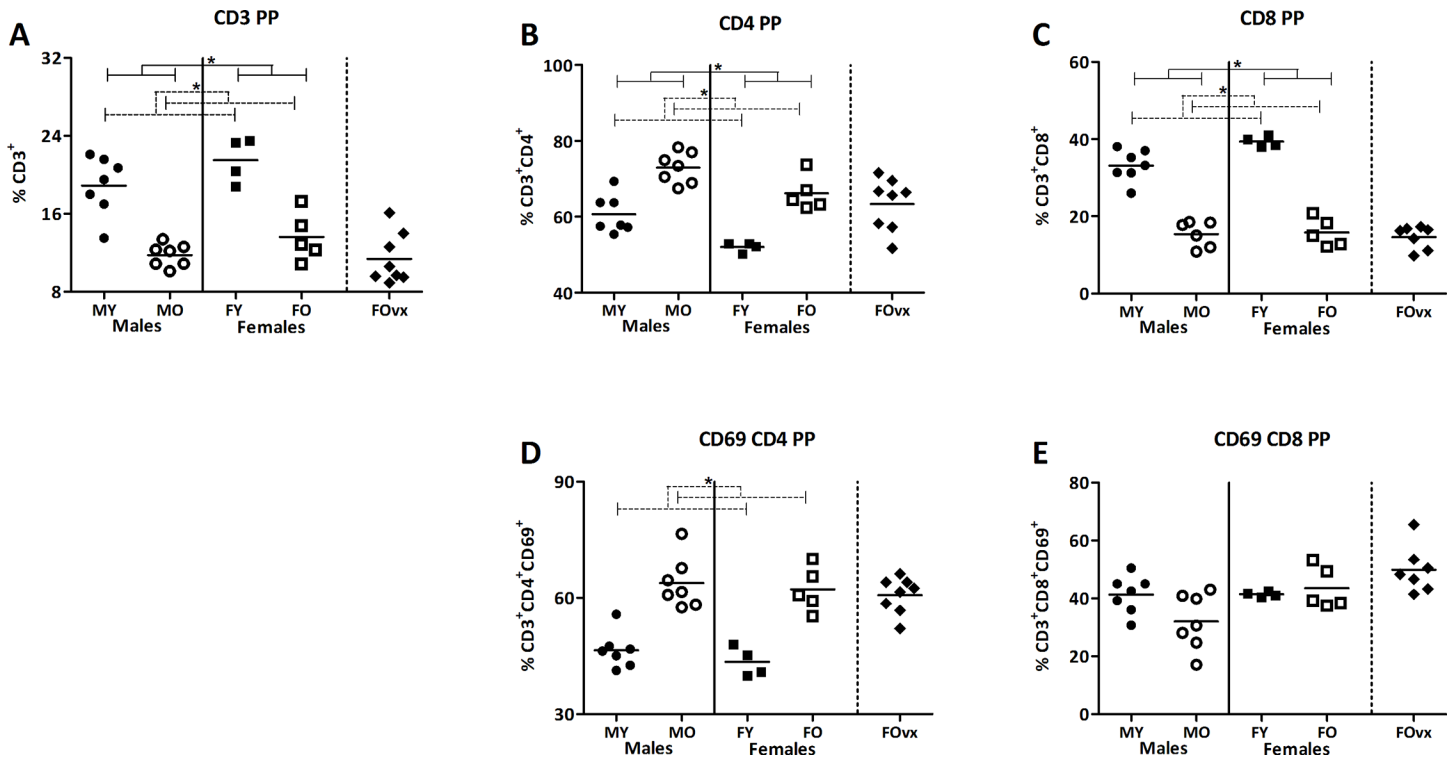 A
CD3 PP
% CD3⁺
32
24
16
8
*
*
MY MO FY FO FOvx
Males Females
B
CD4 PP
% CD3⁺CD4⁺
100
80
60
40
*
*
MY MO FY FO FOvx
Males Females
C
CD8 PP
% CD3⁺CD8⁺
60
40
20
0
*
*
MY MO FY FO FOvx
Males Females
D
CD69 CD4 PP
% CD3⁺CD4⁺CD69⁺
90
60
30
*
MY MO FY FO FOvx
Males Females
E
CD69 CD8 PP
% CD3⁺CD8⁺CD69⁺
80
60
40
20
0
MY MO FY FO FOvx
Males Females